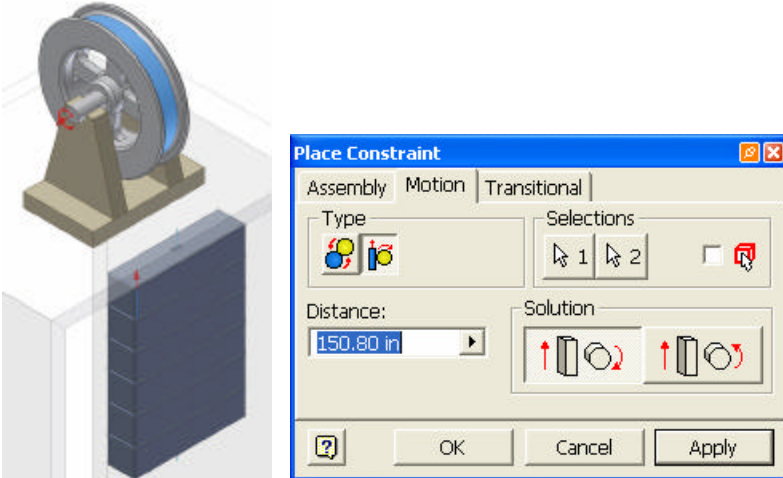 Place Constraint
Assembly Motion Transitional
Type
Selections
1 2
Distance:
150.80 in
Solution
?
OK Cancel Apply